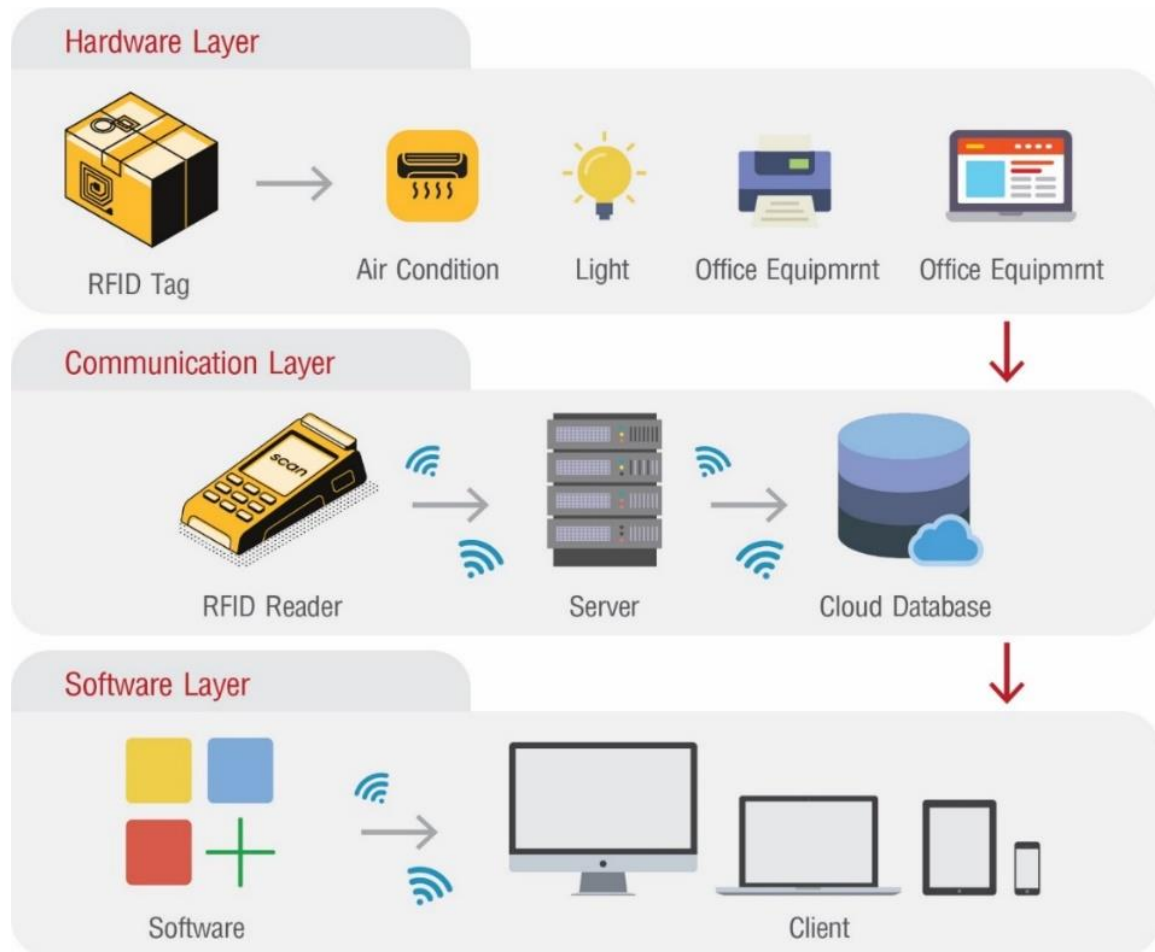 Hardware Layer
RFID Tag
Air Condition
Light
Office Equipmrnt
Office Equipmrnt
Communication Layer
scan
RFID Reader
Server
Cloud Database
Software Layer
Software
Client